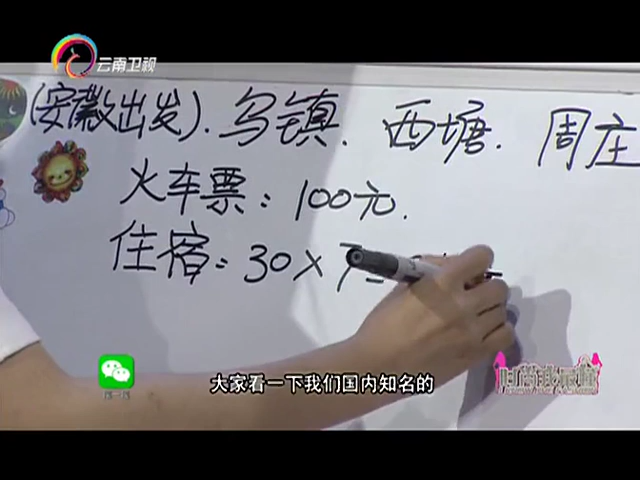 云南卫视
(安徽出发).乌镇.西塘.周庄
火车票：100元.
住宿：30×7=
大家看一下我们国内知名的